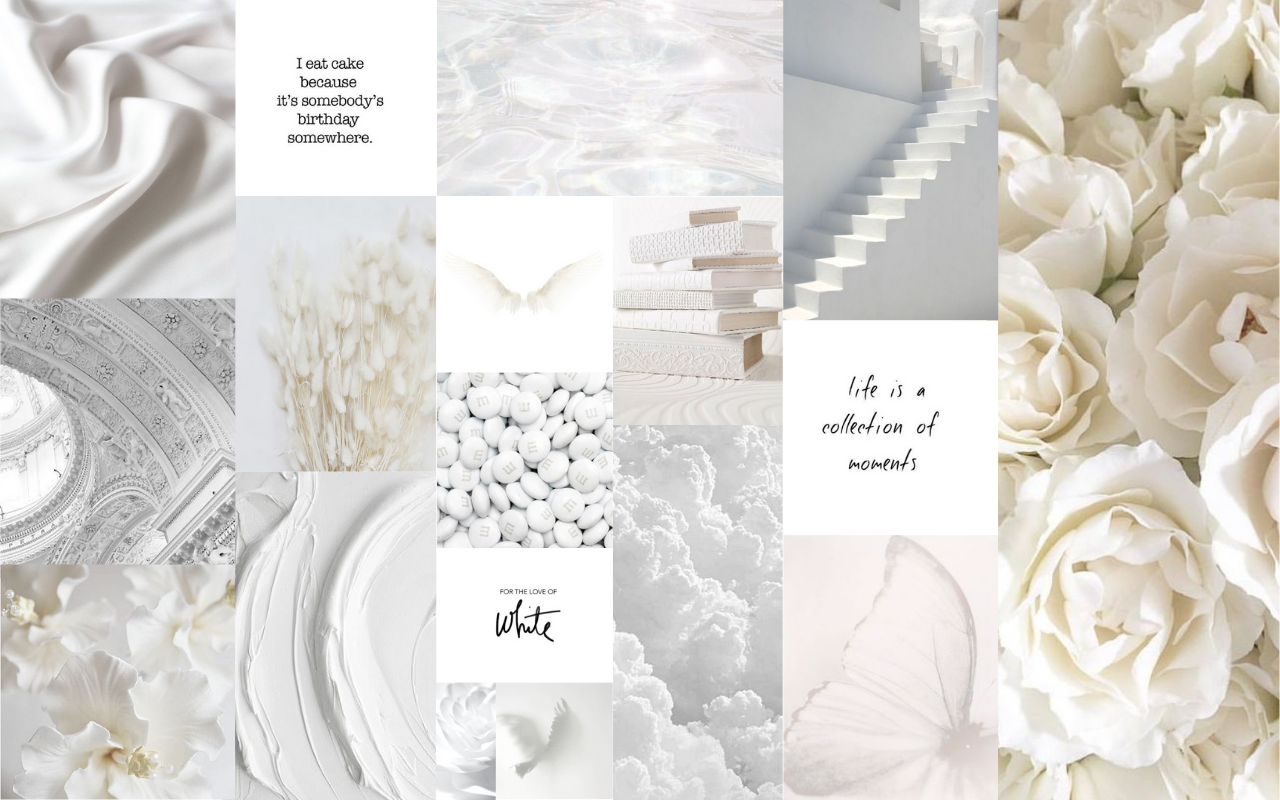 I eat cake
because
it's somebody's
birthday
somewhere.
life is a
collection of
moments
FOR THE LOVE OF
White
m
m
m
m
m
m
m
m
m
m